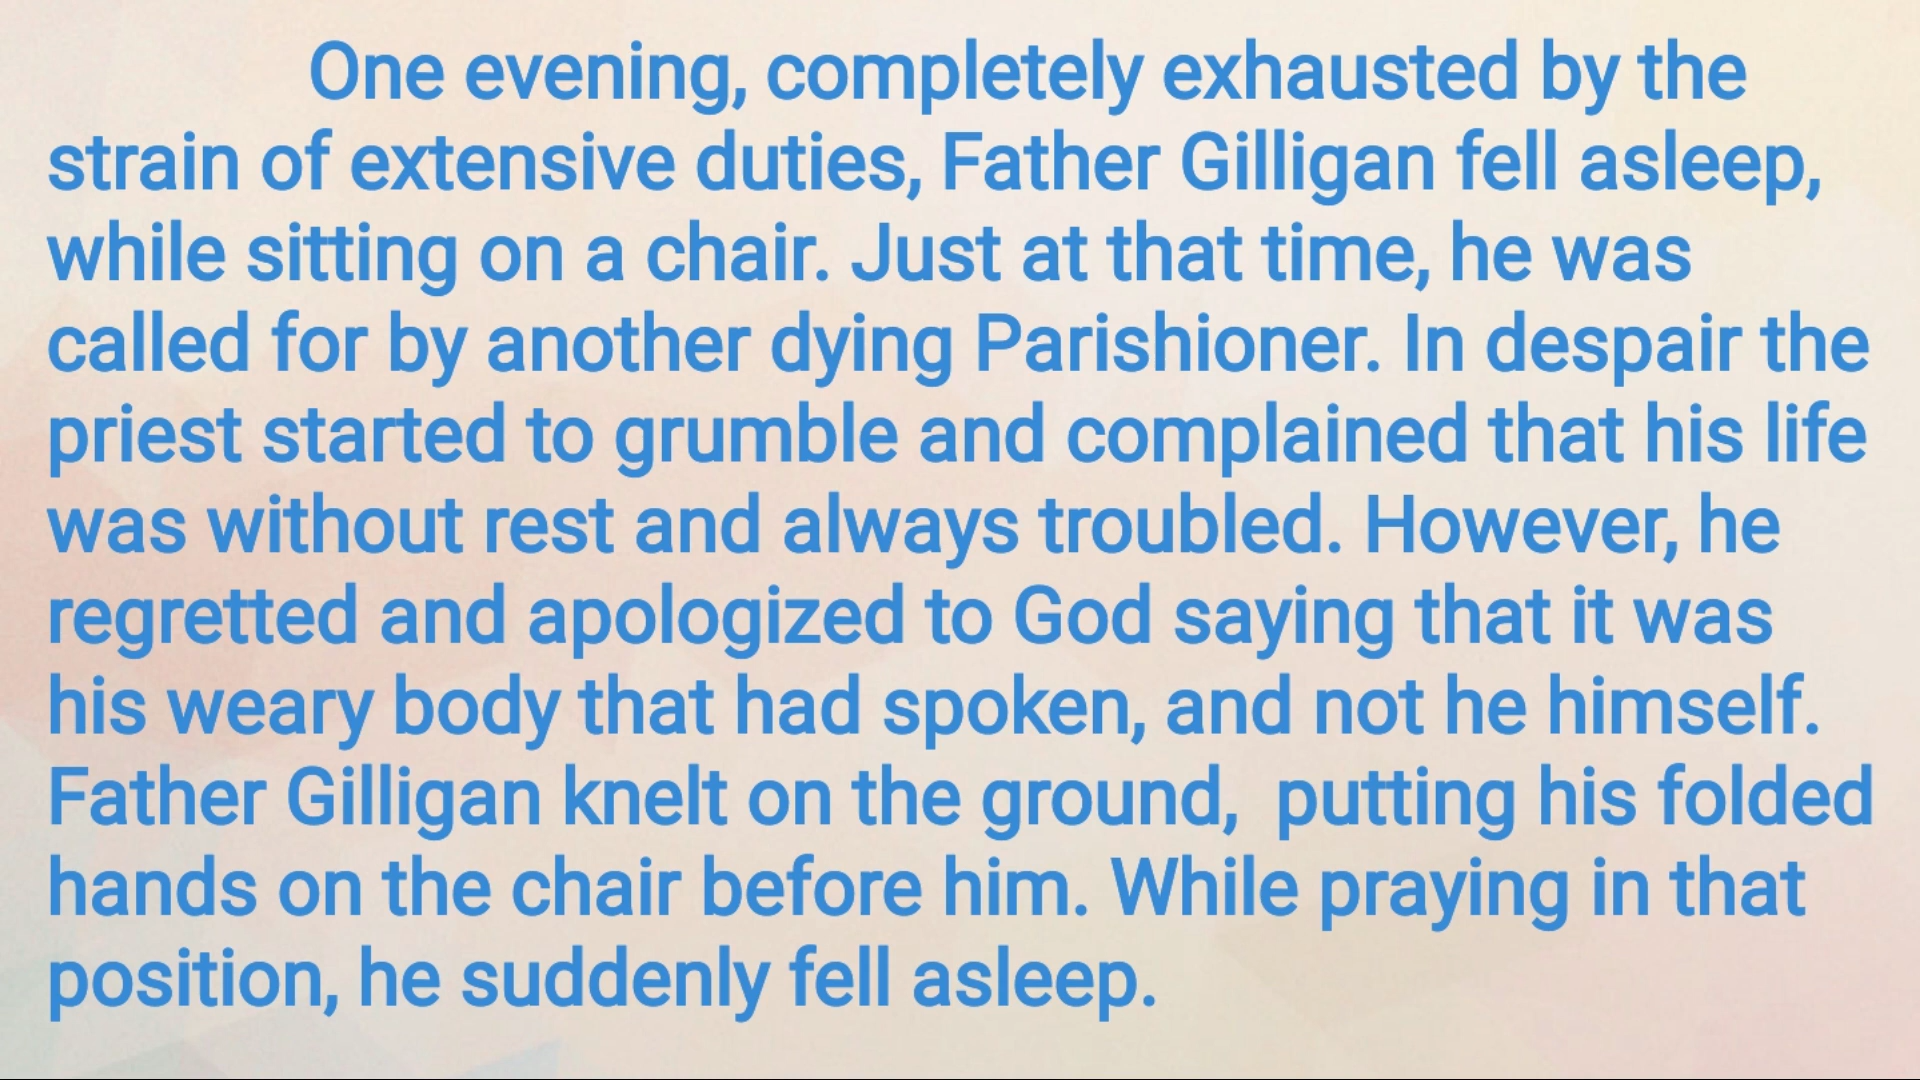 One evening, completely exhausted by the
strain of extensive duties, Father Gilligan fell asleep,
while sitting on a chair. Just at that time, he was
called for by another dying Parishioner. In despair the
priest started to grumble and complained that his life
was without rest and always troubled. However, he
regretted and apologized to God saying that it was
his weary body that had spoken, and not he himself.
Father Gilligan knelt on the ground,  putting his folded
hands on the chair before him. While praying in that
position, he suddenly fell asleep.